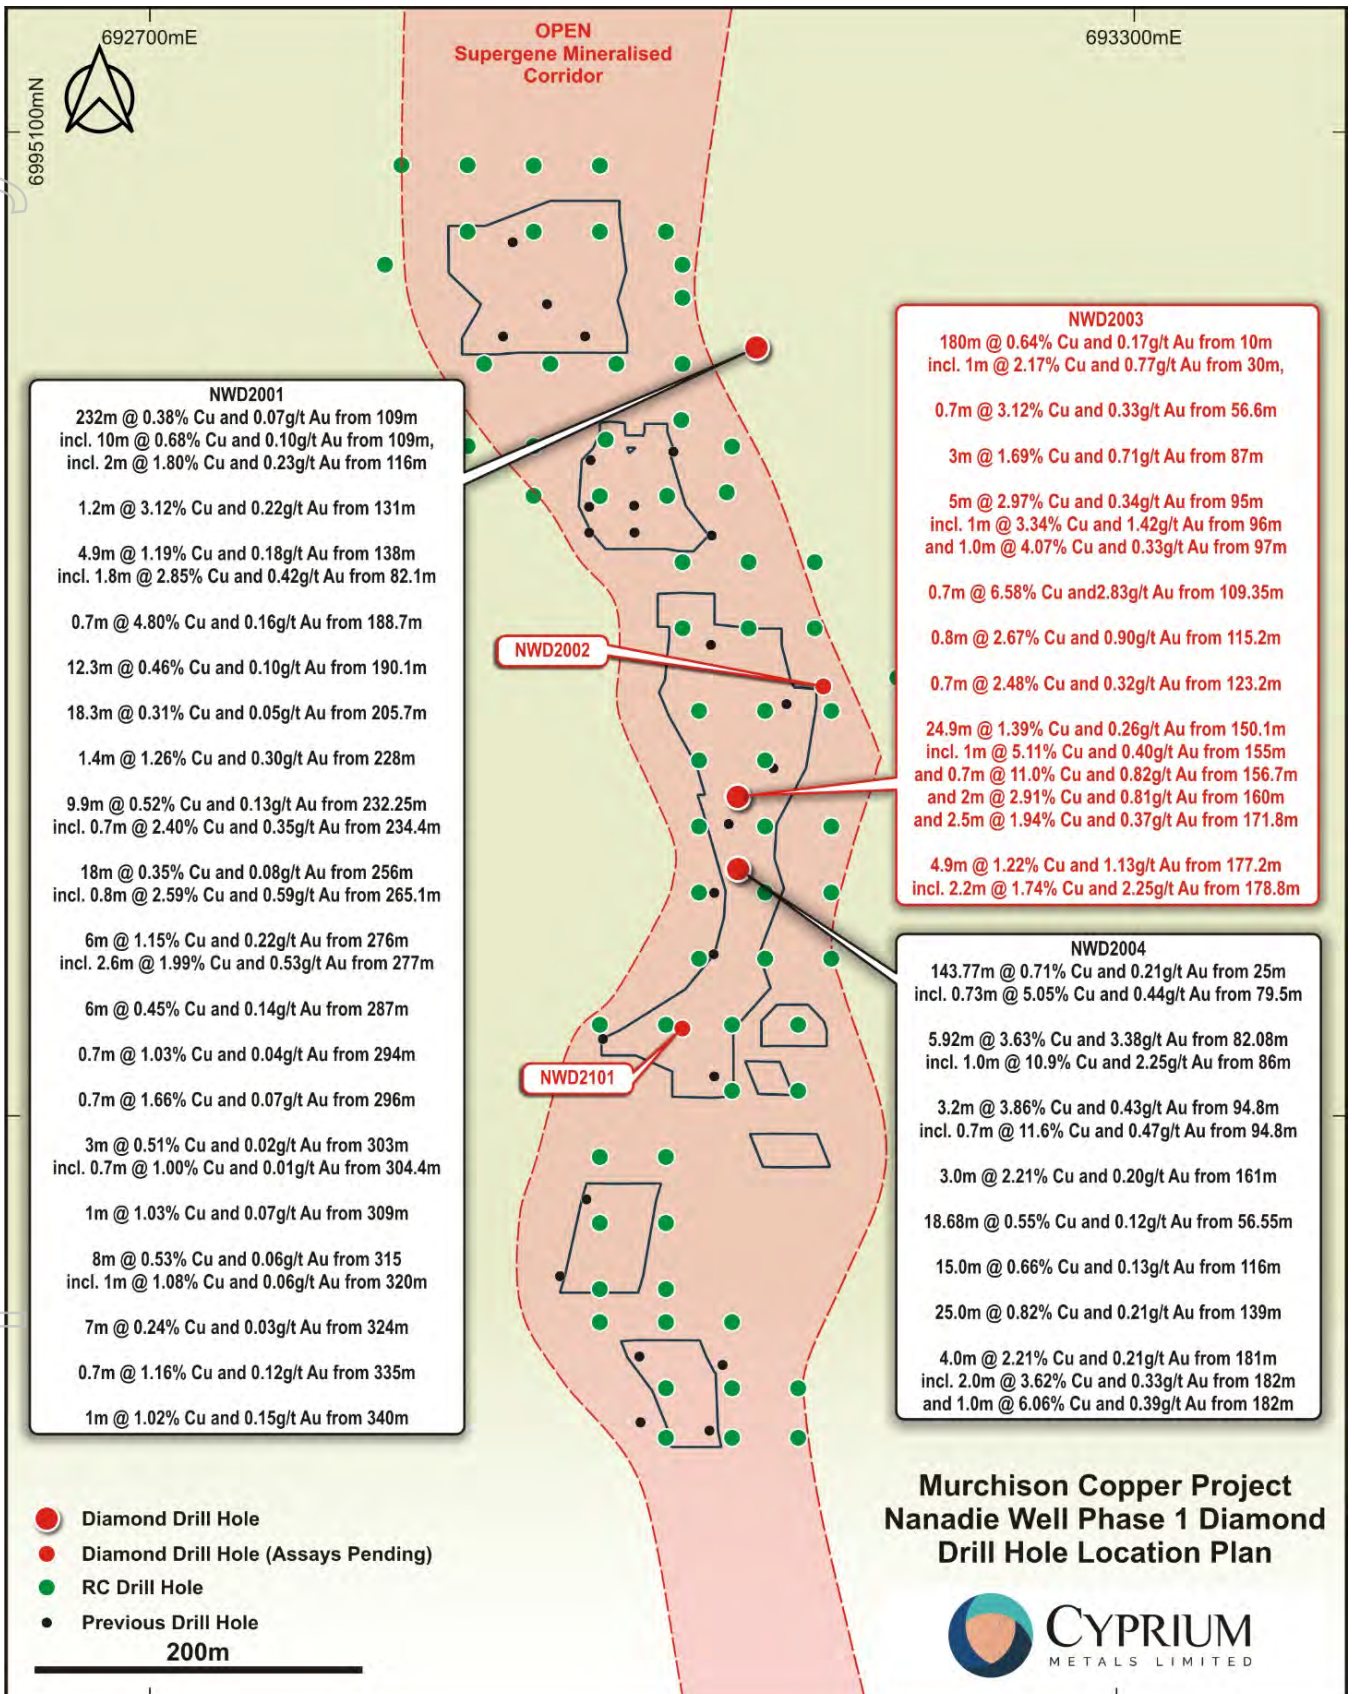 692700mE
693300mE
6995100mN
OPEN
Supergene Mineralised
Corridor
NWD2001
232m @ 0.38% Cu and 0.07g/t Au from 109m
incl. 10m @ 0.68% Cu and 0.10g/t Au from 109m,
incl. 2m @ 1.80% Cu and 0.23g/t Au from 116m
1.2m @ 3.12% Cu and 0.22g/t Au from 131m
4.9m @ 1.19% Cu and 0.18g/t Au from 138m
incl. 1.8m @ 2.85% Cu and 0.42g/t Au from 82.1m
0.7m @ 4.80% Cu and 0.16g/t Au from 188.7m
12.3m @ 0.46% Cu and 0.10g/t Au from 190.1m
18.3m @ 0.31% Cu and 0.05g/t Au from 205.7m
1.4m @ 1.26% Cu and 0.30g/t Au from 228m
9.9m @ 0.52% Cu and 0.13g/t Au from 232.25m
incl. 0.7m @ 2.40% Cu and 0.35g/t Au from 234.4m
18m @ 0.35% Cu and 0.08g/t Au from 256m
incl. 0.8m @ 2.59% Cu and 0.59g/t Au from 265.1m
6m @ 1.15% Cu and 0.22g/t Au from 276m
incl. 2.6m @ 1.99% Cu and 0.53g/t Au from 277m
6m @ 0.45% Cu and 0.14g/t Au from 287m
0.7m @ 1.03% Cu and 0.04g/t Au from 294m
0.7m @ 1.66% Cu and 0.07g/t Au from 296m
3m @ 0.51% Cu and 0.02g/t Au from 303m
incl. 0.7m @ 1.00% Cu and 0.01g/t Au from 304.4m
1m @ 1.03% Cu and 0.07g/t Au from 309m
8m @ 0.53% Cu and 0.06g/t Au from 315
incl. 1m @ 1.08% Cu and 0.06g/t Au from 320m
7m @ 0.24% Cu and 0.03g/t Au from 324m
0.7m @ 1.16% Cu and 0.12g/t Au from 335m
1m @ 1.02% Cu and 0.15g/t Au from 340m
NWD2002
NWD2101
NWD2003
180m @ 0.64% Cu and 0.17g/t Au from 10m
incl. 1m @ 2.17% Cu and 0.77g/t Au from 30m,
0.7m @ 3.12% Cu and 0.33g/t Au from 56.6m
3m @ 1.69% Cu and 0.71g/t Au from 87m
5m @ 2.97% Cu and 0.34g/t Au from 95m
incl. 1m @ 3.34% Cu and 1.42g/t Au from 96m
and 1.0m @ 4.07% Cu and 0.33g/t Au from 97m
0.7m @ 6.58% Cu and2.83g/t Au from 109.35m
0.8m @ 2.67% Cu and 0.90g/t Au from 115.2m
0.7m @ 2.48% Cu and 0.32g/t Au from 123.2m
24.9m @ 1.39% Cu and 0.26g/t Au from 150.1m
incl. 1m @ 5.11% Cu and 0.40g/t Au from 155m
and 0.7m @ 11.0% Cu and 0.82g/t Au from 156.7m
and 2m @ 2.91% Cu and 0.81g/t Au from 160m
and 2.5m @ 1.94% Cu and 0.37g/t Au from 171.8m
4.9m @ 1.22% Cu and 1.13g/t Au from 177.2m
incl. 2.2m @ 1.74% Cu and 2.25g/t Au from 178.8m
NWD2004
143.77m @ 0.71% Cu and 0.21g/t Au from 25m
incl. 0.73m @ 5.05% Cu and 0.44g/t Au from 79.5m
5.92m @ 3.63% Cu and 3.38g/t Au from 82.08m
incl. 1.0m @ 10.9% Cu and 2.25g/t Au from 86m
3.2m @ 3.86% Cu and 0.43g/t Au from 94.8m
incl. 0.7m @ 11.6% Cu and 0.47g/t Au from 94.8m
3.0m @ 2.21% Cu and 0.20g/t Au from 161m
18.68m @ 0.55% Cu and 0.12g/t Au from 56.55m
15.0m @ 0.66% Cu and 0.13g/t Au from 116m
25.0m @ 0.82% Cu and 0.21g/t Au from 139m
4.0m @ 2.21% Cu and 0.21g/t Au from 181m
incl. 2.0m @ 3.62% Cu and 0.33g/t Au from 182m
and 1.0m @ 6.06% Cu and 0.39g/t Au from 182m
Diamond Drill Hole
Diamond Drill Hole (Assays Pending)
RC Drill Hole
Previous Drill Hole
200m
Murchison Copper Project
Nanadie Well Phase 1 Diamond
Drill Hole Location Plan
CYPRIUM
METALS LIMITED